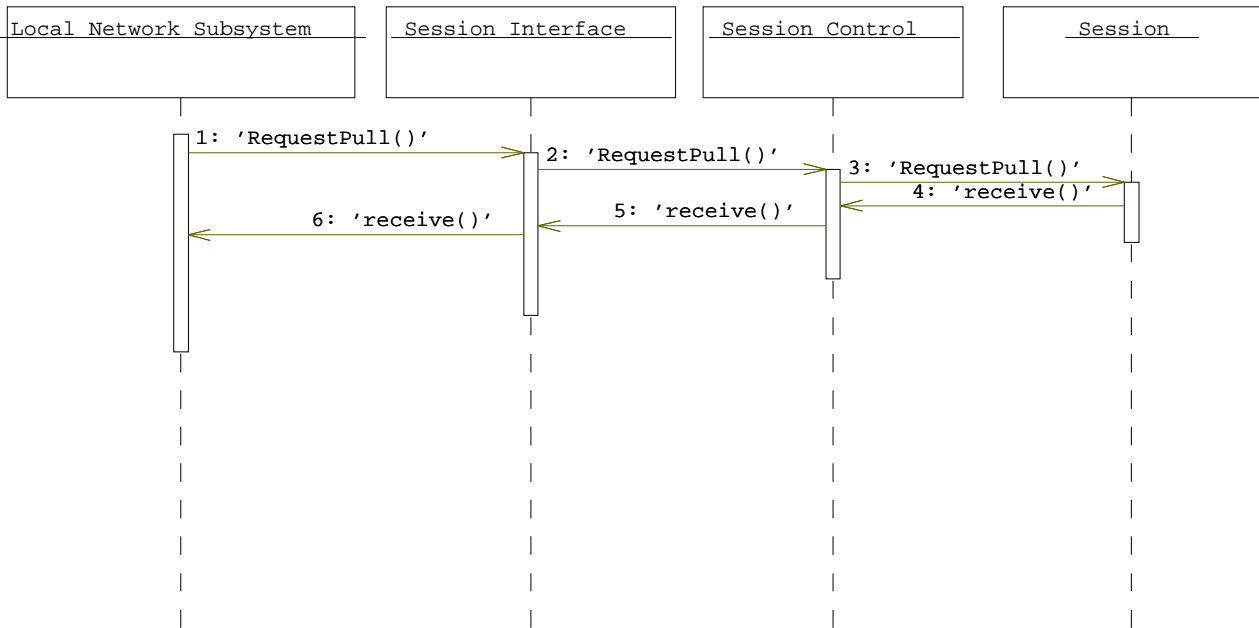 Local Network Subsystem
Session Interface
Session Control
Session
1: ’RequestPull()’
2: ’RequestPull()’
3: ’RequestPull()’
4: ’receive()’
5: ’receive()’
6: ’receive()’